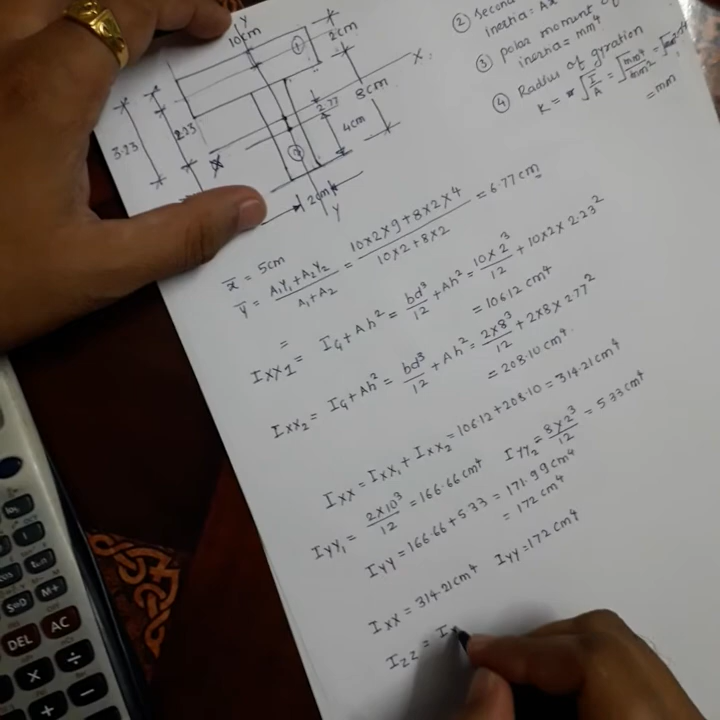 ② second
inertia = Ax
③ polar moment of
inertia = mm⁴
④ Radius of gyration
K = √I/A = √mm⁴/mm² =
= mm
Y
10cm
①
2cm
X
8cm
2.77
4cm
2.23
3.23
X
②
2cm
Y
x̄ = 5cm
ȳ = A₁Y₁+A₂Y₂ / A₁+A₂ = 10×2×9+8×2×4 / 10×2+8×2 = 6.77 cm
=
Ixx1 = IG+Ah² = bd³/12 + Ah² = 10×2³/12 + 10×2×2.23²
= 106.12 cm⁴
Ixx₂ = IG+Ah² = bd³/12 + Ah² = 2×8³/12 + 2×8×2.77²
= 208.10 cm⁴.
Ixx = Ixx₁ + Ixx₂ = 106.12+208.10 = 314.21 cm⁴
Iyy₁ = 2×10³/12 = 166.66 cm⁴ Iyy₂ = 8×2³/12 = 5.33 cm⁴
Iyy = 166.66+5.33 = 171.99 cm⁴
= 172 cm⁴
Ixx = 314.21 cm⁴ Iyy = 172 cm⁴
Izz = I
DEL
AC
M+
S⇔D
×
÷
+
−